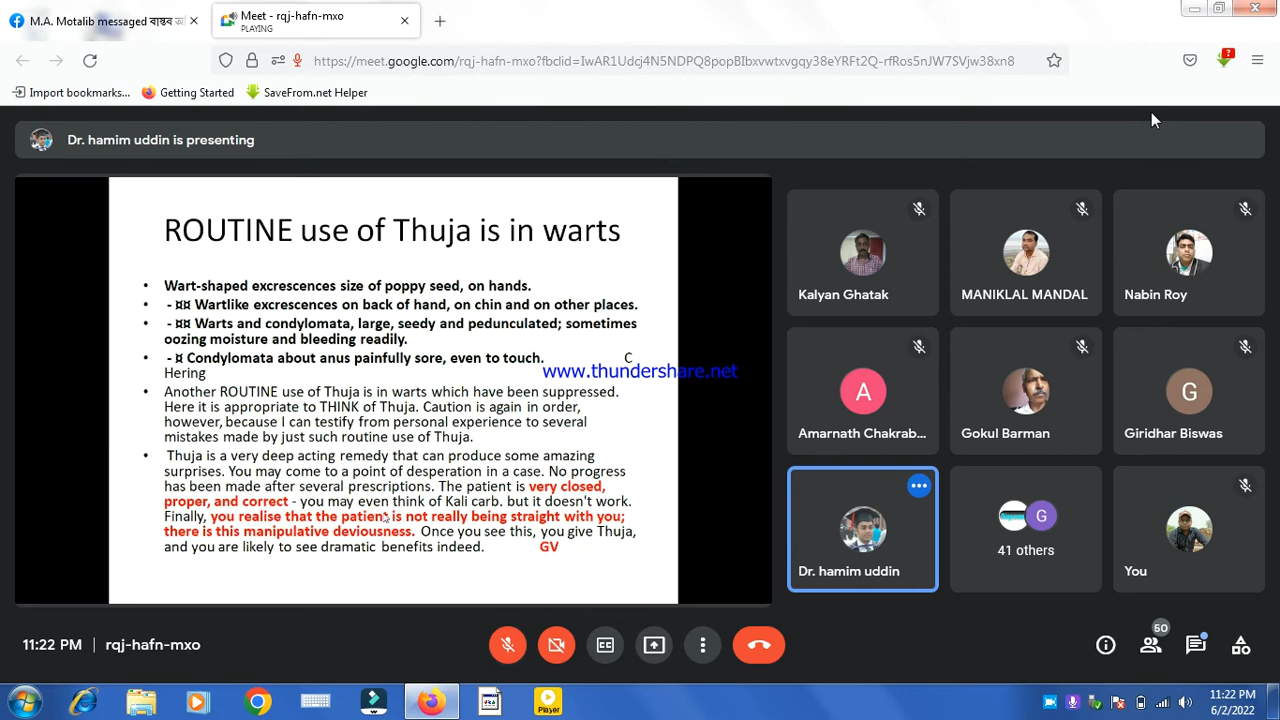 M.A. Motalib messaged বাস্তব অ
Meet - rqj-hafn-mxo
PLAYING
https://meet.google.com/rqj-hafn-mxo?fbclid=IwAR1Udcj4N5NDPQ8popBIbxvwtxvgqy38eYRFt2Q-rfRos5nJW7SVjw38xn8
?
Import bookmarks...
Getting Started
SaveFrom.net Helper
Dr. hamim uddin is presenting
ROUTINE use of Thuja is in warts
• Wart-shaped excrescences size of poppy seed, on hands.
• - ¤¤ Wartlike excrescences on back of hand, on chin and on other places.
• - ¤¤ Warts and condylomata, large, seedy and pedunculated; sometimes
oozing moisture and bleeding readily.
• - ¤ Condylomata about anus painfully sore, even to touch. C
Hering
www.thundershare.net
• Another ROUTINE use of Thuja is in warts which have been suppressed.
Here it is appropriate to THINK of Thuja. Caution is again in order,
however, because I can testify from personal experience to several
mistakes made by just such routine use of Thuja.
• Thuja is a very deep acting remedy that can produce some amazing
surprises. You may come to a point of desperation in a case. No progress
has been made after several prescriptions. The patient is very closed,
proper, and correct - you may even think of Kali carb. but it doesn't work.
Finally, you realise that the patient is not really being straight with you;
there is this manipulative deviousness. Once you see this, you give Thuja,
and you are likely to see dramatic benefits indeed. GV
Kalyan Ghatak
MANIKLAL MANDAL
Nabin Roy
A
Amarnath Chakrab...
Gokul Barman
G
Giridhar Biswas
Dr. hamim uddin
G
41 others
You
11:22 PM | rqj-hafn-mxo
CC
50
Player
11:22 PM
6/2/2022